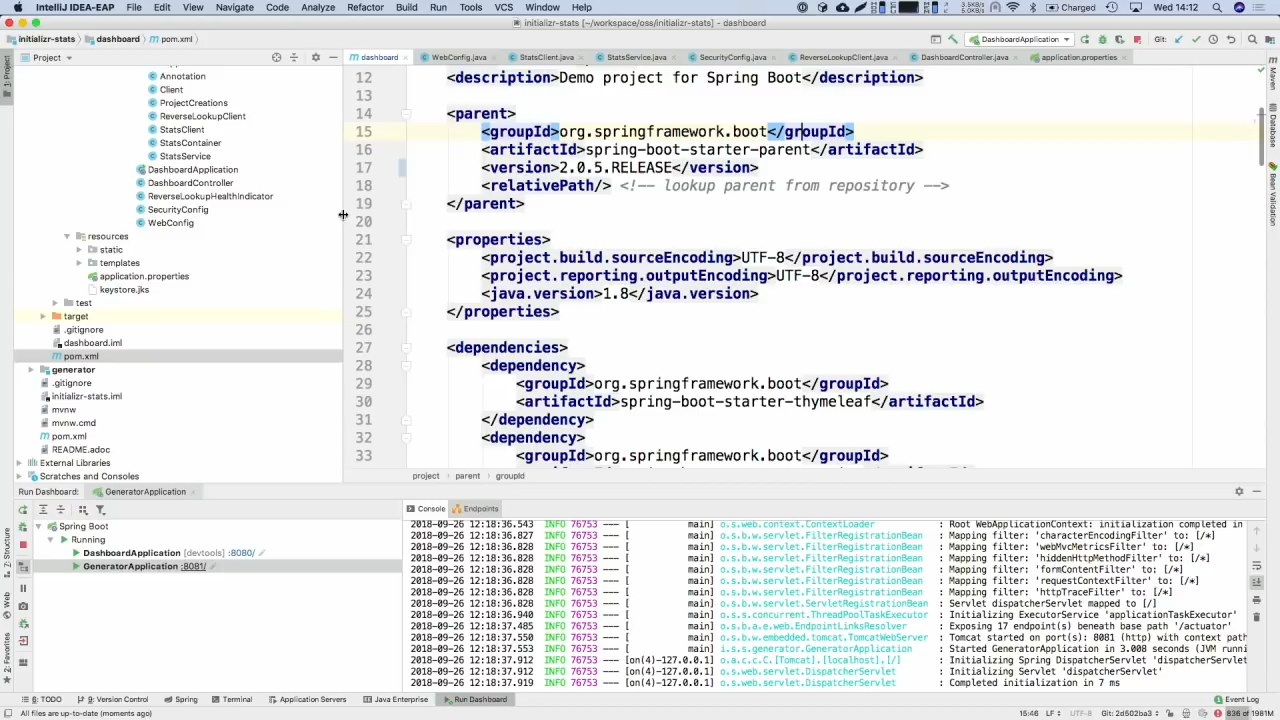 IntelliJ IDEA-EAP File Edit View Navigate Code Analyze Refactor Build Run Tools VCS Window Help Charged Wed 14:12
initializr-stats [~/workspace/oss/initializr-stats] - dashboard
initializr-stats dashboard pom.xml DashboardApplication Git:
Project
dashboard WebConfig.java StatsClient.java StatsService.java SecurityConfig.java ReverseLookupClient.java DashboardController.java application.properties
Annotation
Client
ProjectCreations
ReverseLookupClient
StatsClient
StatsContainer
StatsService
DashboardApplication
DashboardController
ReverseLookupHealthIndicator
SecurityConfig
WebConfig
resources
static
templates
application.properties
keystore.jks
test
target
.gitignore
dashboard.iml
pom.xml
generator
.gitignore
initializr-stats.iml
mvnw
mvnw.cmd
pom.xml
README.adoc
External Libraries
Scratches and Consoles
12 <description>Demo project for Spring Boot</description>
13
14 <parent>
15 <groupId>org.springframework.boot</groupId>
16 <artifactId>spring-boot-starter-parent</artifactId>
17 <version>2.0.5.RELEASE</version>
18 <relativePath/> <!-- lookup parent from repository -->
19 </parent>
20
21 <properties>
22 <project.build.sourceEncoding>UTF-8</project.build.sourceEncoding>
23 <project.reporting.outputEncoding>UTF-8</project.reporting.outputEncoding>
24 <java.version>1.8</java.version>
25 </properties>
26
27 <dependencies>
28 <dependency>
29 <groupId>org.springframework.boot</groupId>
30 <artifactId>spring-boot-starter-thymeleaf</artifactId>
31 </dependency>
32 <dependency>
33 <groupId>org.springframework.boot</groupId>
project parent groupId
1: Project
Maven
Database
Bean Validation
Run Dashboard: GeneratorApplication
Spring Boot
Running
DashboardApplication [devtools] :8080/
GeneratorApplication :8081/
Z: Structure
Web
2: Favorites
Console Endpoints
2018-09-26 12:18:36.543 INFO 76753 --- [ main] o.s.web.context.ContextLoader : Root WebApplicationContext: initialization completed in
2018-09-26 12:18:36.827 INFO 76753 --- [ main] o.s.b.w.servlet.FilterRegistrationBean : Mapping filter: 'characterEncodingFilter' to: [/*]
2018-09-26 12:18:36.828 INFO 76753 --- [ main] o.s.b.w.servlet.FilterRegistrationBean : Mapping filter: 'webMvcMetricsFilter' to: [/*]
2018-09-26 12:18:36.828 INFO 76753 --- [ main] o.s.b.w.servlet.FilterRegistrationBean : Mapping filter: 'hiddenHttpMethodFilter' to: [/*]
2018-09-26 12:18:36.828 INFO 76753 --- [ main] o.s.b.w.servlet.FilterRegistrationBean : Mapping filter: 'formContentFilter' to: [/*]
2018-09-26 12:18:36.828 INFO 76753 --- [ main] o.s.b.w.servlet.FilterRegistrationBean : Mapping filter: 'requestContextFilter' to: [/*]
2018-09-26 12:18:36.828 INFO 76753 --- [ main] o.s.b.w.servlet.FilterRegistrationBean : Mapping filter: 'httpTraceFilter' to: [/*]
2018-09-26 12:18:36.828 INFO 76753 --- [ main] o.s.b.w.servlet.ServletRegistrationBean : Servlet dispatcherServlet mapped to [/]
2018-09-26 12:18:36.940 INFO 76753 --- [ main] o.s.s.concurrent.ThreadPoolTaskExecutor : Initializing ExecutorService 'applicationTaskExecutor'
2018-09-26 12:18:37.485 INFO 76753 --- [ main] o.s.b.a.e.web.EndpointLinksResolver : Exposing 17 endpoint(s) beneath base path '/actuator'
2018-09-26 12:18:37.550 INFO 76753 --- [ main] o.s.b.w.embedded.tomcat.TomcatWebServer : Tomcat started on port(s): 8081 (http) with context path
2018-09-26 12:18:37.553 INFO 76753 --- [ main] i.s.s.generator.GeneratorApplication : Started GeneratorApplication in 3.008 seconds (JVM runni
2018-09-26 12:18:37.912 INFO 76753 --- [on(4)-127.0.0.1] o.a.c.c.C.[Tomcat].[localhost].[/] : Initializing Spring DispatcherServlet 'dispatcherServlet
2018-09-26 12:18:37.912 INFO 76753 --- [on(4)-127.0.0.1] o.s.web.servlet.DispatcherServlet : Initializing Servlet 'dispatcherServlet'
2018-09-26 12:18:37.919 INFO 76753 --- [on(4)-127.0.0.1] o.s.web.servlet.DispatcherServlet : Completed initialization in 7 ms
6: TODO 9: Version Control Spring Terminal Application Servers Java Enterprise Run Dashboard Event Log
All files are up-to-date (moments ago) 15:46 LF UTF-8 Git: 2d502ba3 836 of 1981M